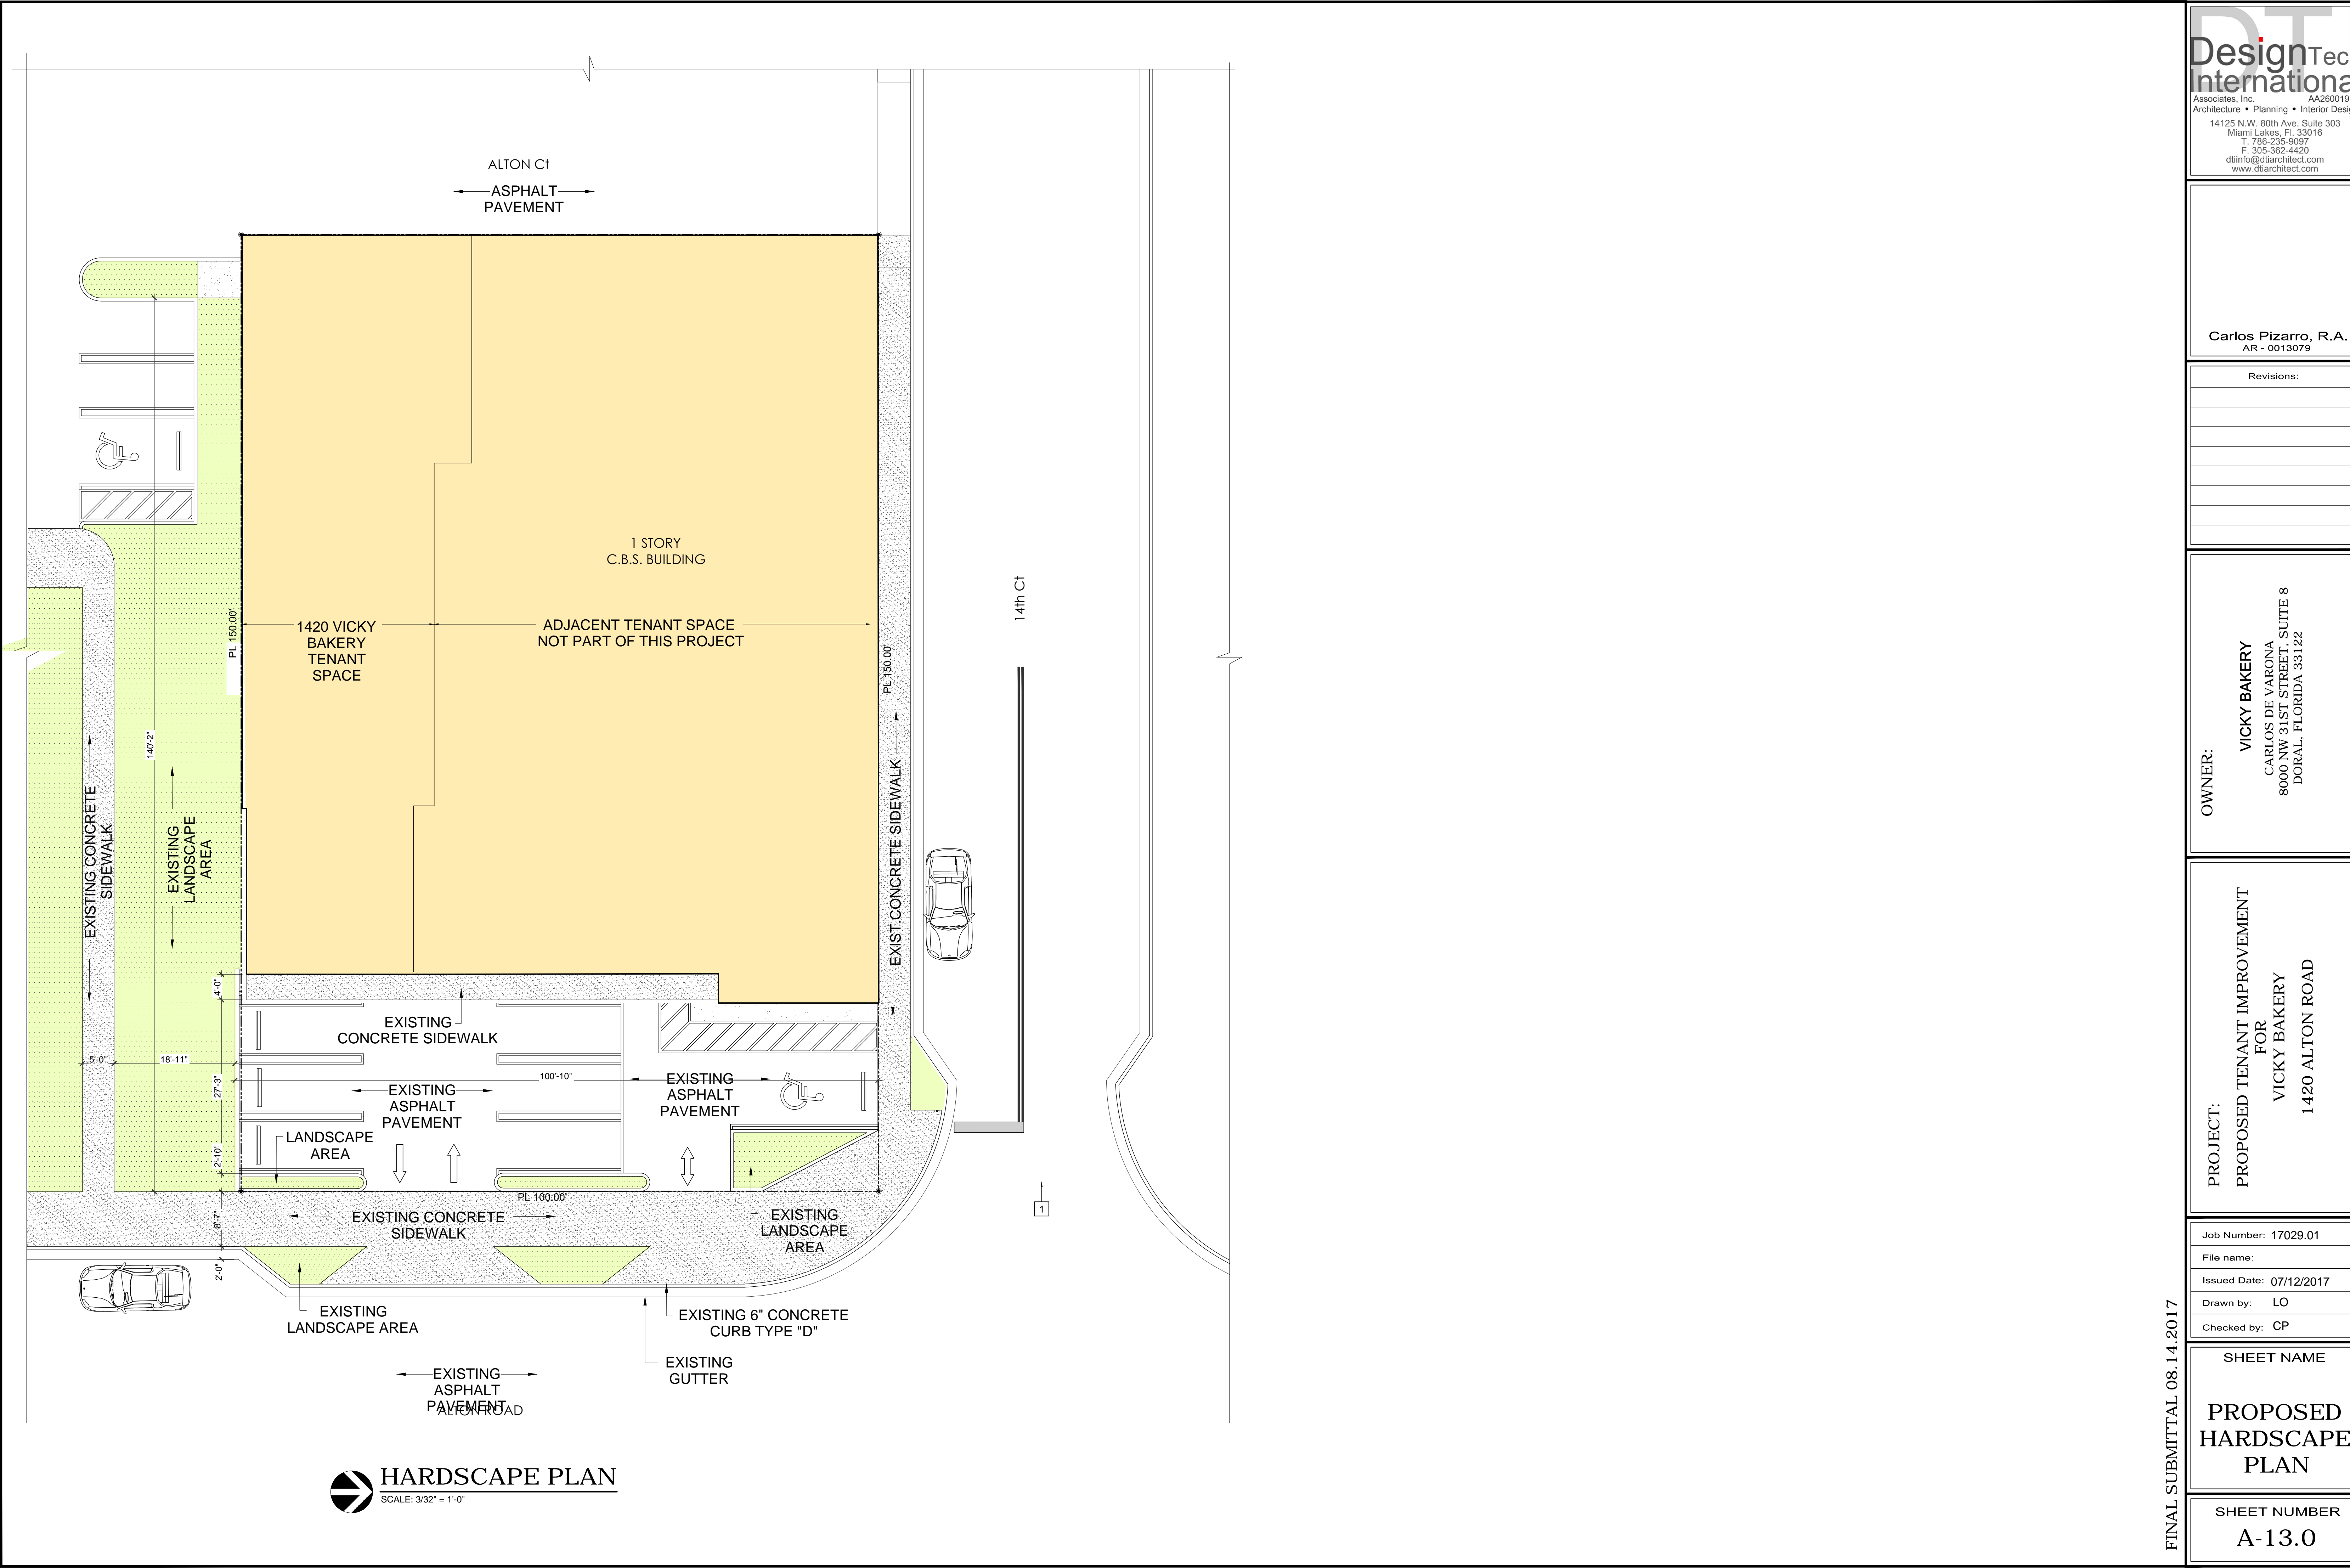 ALTON Ct
ASPHALT
PAVEMENT
1 STORY
C.B.S. BUILDING
1420 VICKY
BAKERY
TENANT
SPACE
ADJACENT TENANT SPACE
NOT PART OF THIS PROJECT
PL 150.00'
PL 150.00'
14th Ct
140'-2"
EXISTING CONCRETE
SIDEWALK
EXISTING
LANDSCAPE
AREA
EXIST.CONCRETE SIDEWALK
4'-0"
EXISTING
CONCRETE SIDEWALK
5'-0"
18'-11"
27'-3"
100'-10"
EXISTING
ASPHALT
PAVEMENT
EXISTING
ASPHALT
PAVEMENT
LANDSCAPE
AREA
2'-10"
PL 100.00'
8'-7"
EXISTING CONCRETE
SIDEWALK
EXISTING
LANDSCAPE
AREA
2'-0"
EXISTING
LANDSCAPE AREA
EXISTING 6" CONCRETE
CURB TYPE "D"
EXISTING
GUTTER
EXISTING
ASPHALT
PAVEMENT
ALTON ROAD
1
HARDSCAPE PLAN
SCALE: 3/32" = 1'-0"
FINAL SUBMITTAL 08.14.2017
DT
DesignTec
Internationa
Associates, Inc. AA260019
Architecture • Planning • Interior Desi
14125 N.W. 80th Ave. Suite 303
Miami Lakes, Fl. 33016
T. 786-235-9097
F. 305-362-4420
dtiinfo@dtiarchitect.com
www.dtiarchitect.com
Carlos Pizarro, R.A.
AR - 0013079
Revisions:
OWNER:
VICKY BAKERY
CARLOS DE VARONA
8000 NW 31ST STREET. SUITE 8
DORAL, FLORIDA 33122
PROJECT:
PROPOSED TENANT IMPROVEMENT
FOR
VICKY BAKERY
1420 ALTON ROAD
Job Number: 17029.01
File name:
Issued Date: 07/12/2017
Drawn by: LO
Checked by: CP
SHEET NAME
PROPOSED
HARDSCAPE
PLAN
SHEET NUMBER
A-13.0